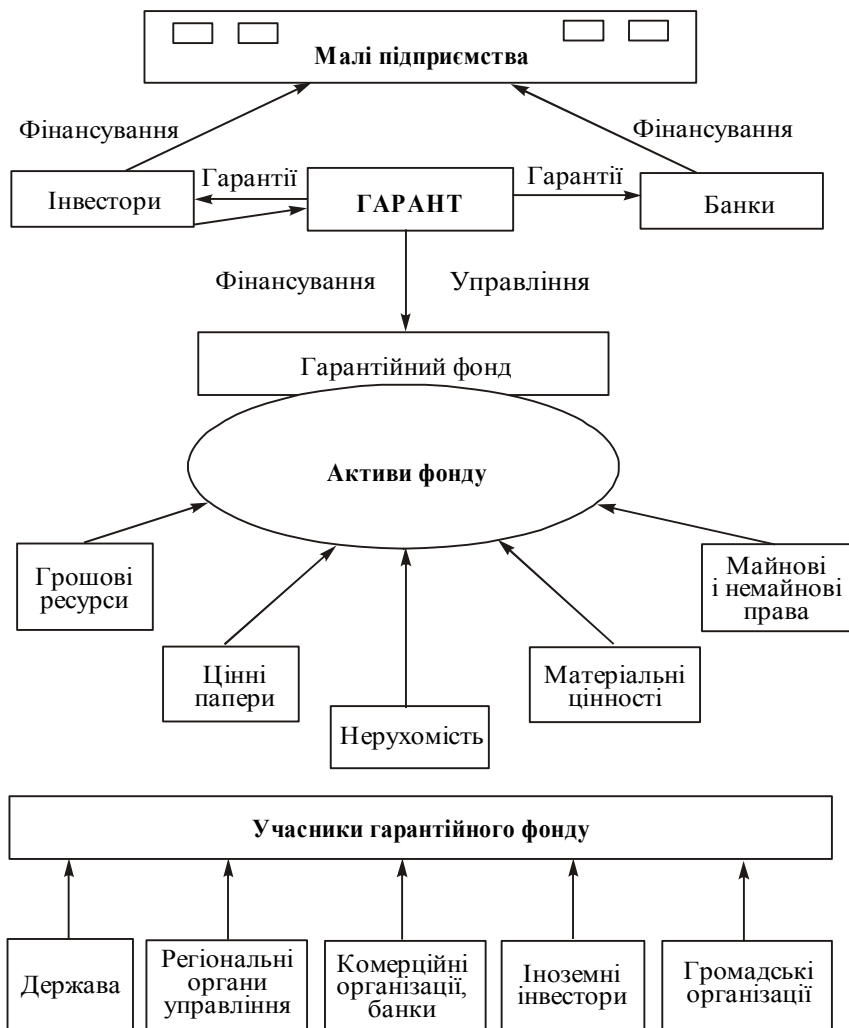 Малі підприємства
Фінансування
Фінансування
Інвестори
Гарантії
ГАРАНТ
Гарантії
Банки
Фінансування
Управління
Гарантійний фонд
Активи фонду
Грошові
ресурси
Цінні
папери
Нерухомість
Матеріальні
цінності
Майнові
і немайнові
права
Учасники гарантійного фонду
Держава
Регіональні
органи
управління
Комерційні
організації,
банки
Іноземні
інвестори
Громадські
організації